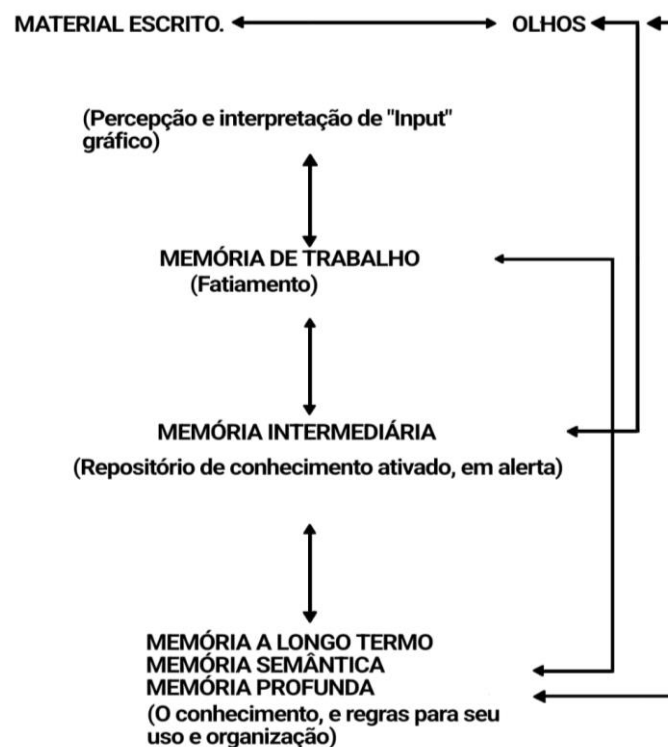 MATERIAL ESCRITO.
OLHOS
(Percepção e interpretação de "Input"
gráfico)
MEMÓRIA DE TRABALHO
(Fatiamento)
MEMÓRIA INTERMEDIÁRIA
(Repositório de conhecimento ativado, em alerta)
MEMÓRIA A LONGO TERMO
MEMÓRIA SEMÂNTICA
MEMÓRIA PROFUNDA
(O conhecimento, e regras para seu
uso e organização)